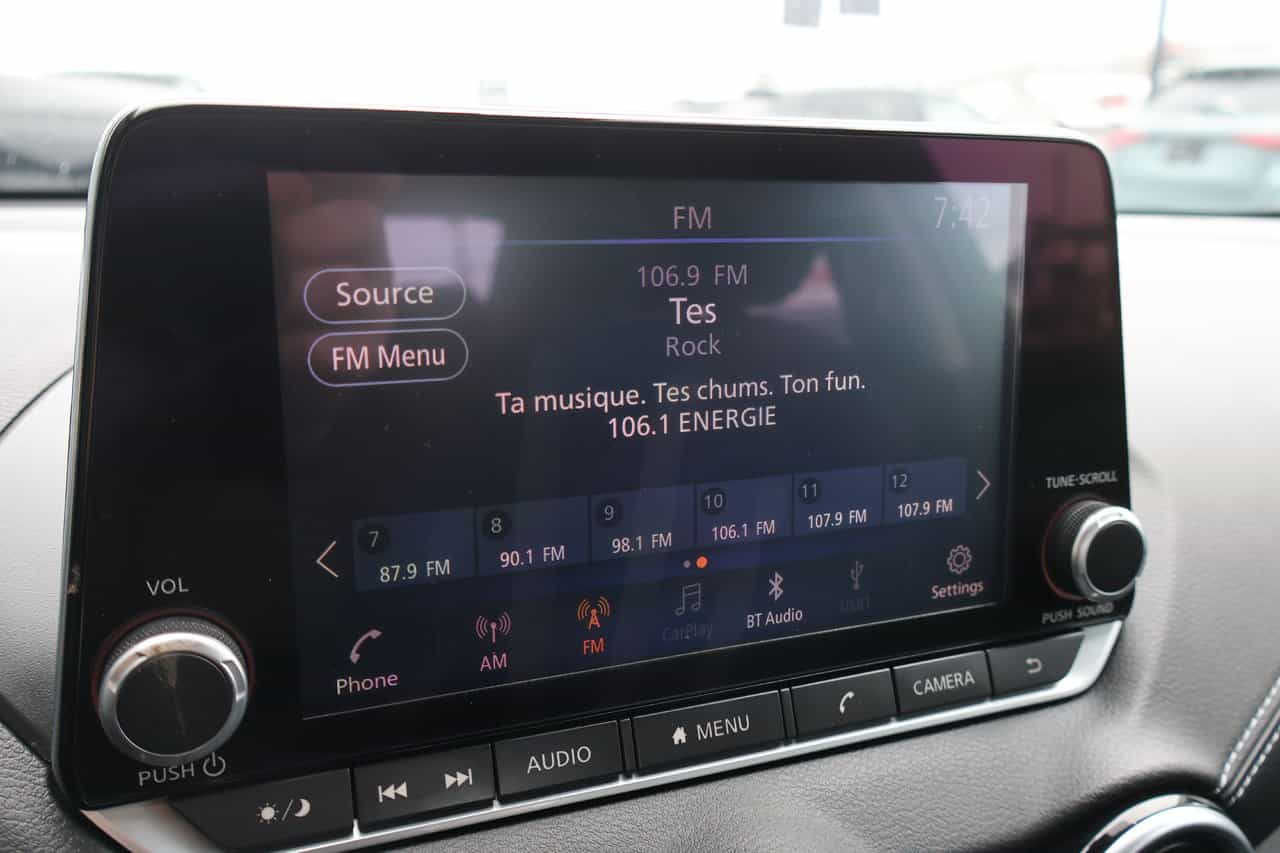 FM
7:42
Source
FM Menu
106.9 FM
Tes
Rock
Ta musique. Tes chums. Ton fun.
106.1 ENERGIE
7
87.9 FM
8
90.1 FM
9
98.1 FM
10
106.1 FM
11
107.9 FM
12
107.9 FM
Phone
AM
FM
CarPlay
BT Audio
Settings
VOL
PUSH
TUNE·SCROLL
PUSH SOUND
AUDIO
MENU
CAMERA